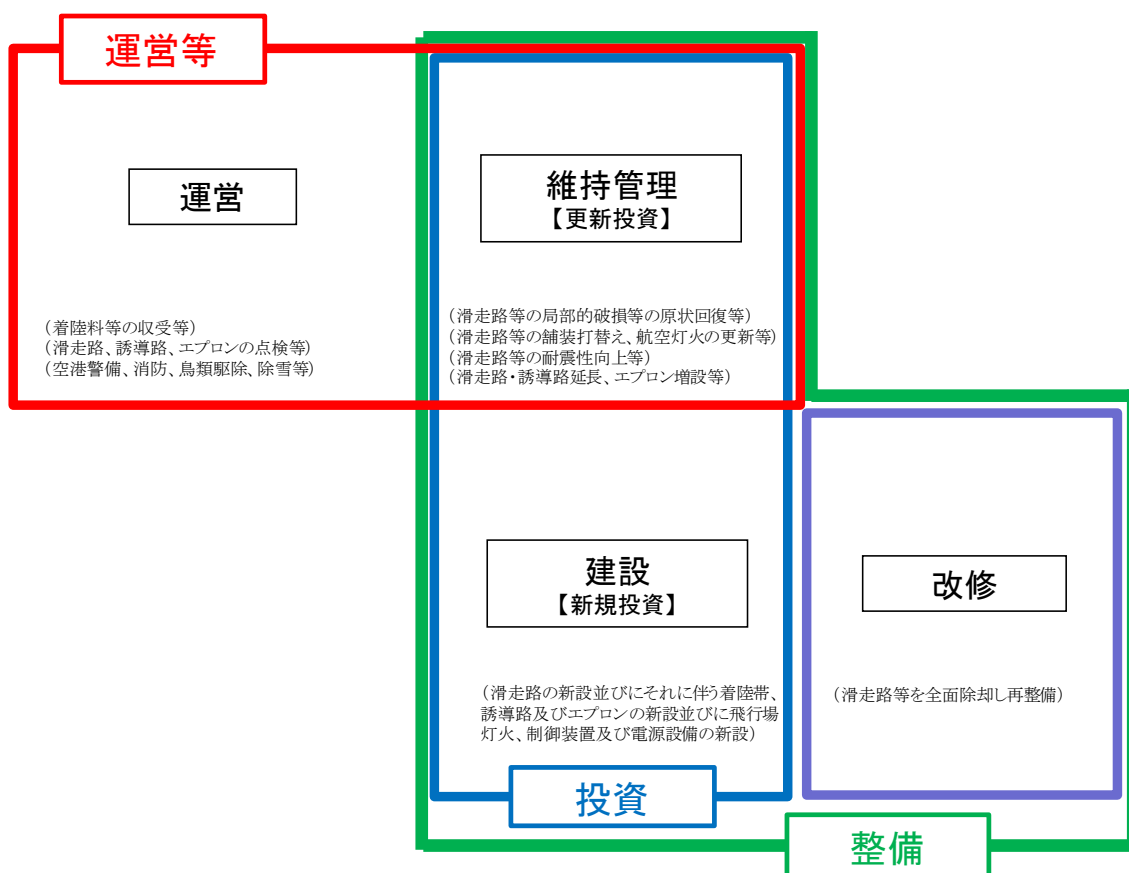 運営等
運営
（着陸料等の収受等）
（滑走路、誘導路、エプロンの点検等）
（空港警備、消防、鳥類駆除、除雪等）
維持管理
【更新投資】
（滑走路等の局部的破損等の原状回復等）
（滑走路等の舗装打替え、航空灯火の更新等）
（滑走路等の耐震性向上等）
（滑走路・誘導路延長、エプロン増設等）
建設
【新規投資】
（滑走路の新設並びにそれに伴う着陸帯、
誘導路及びエプロンの新設並びに飛行場
灯火、制御装置及び電源設備の新設）
改修
（滑走路等を全面除却し再整備）
投資
整備